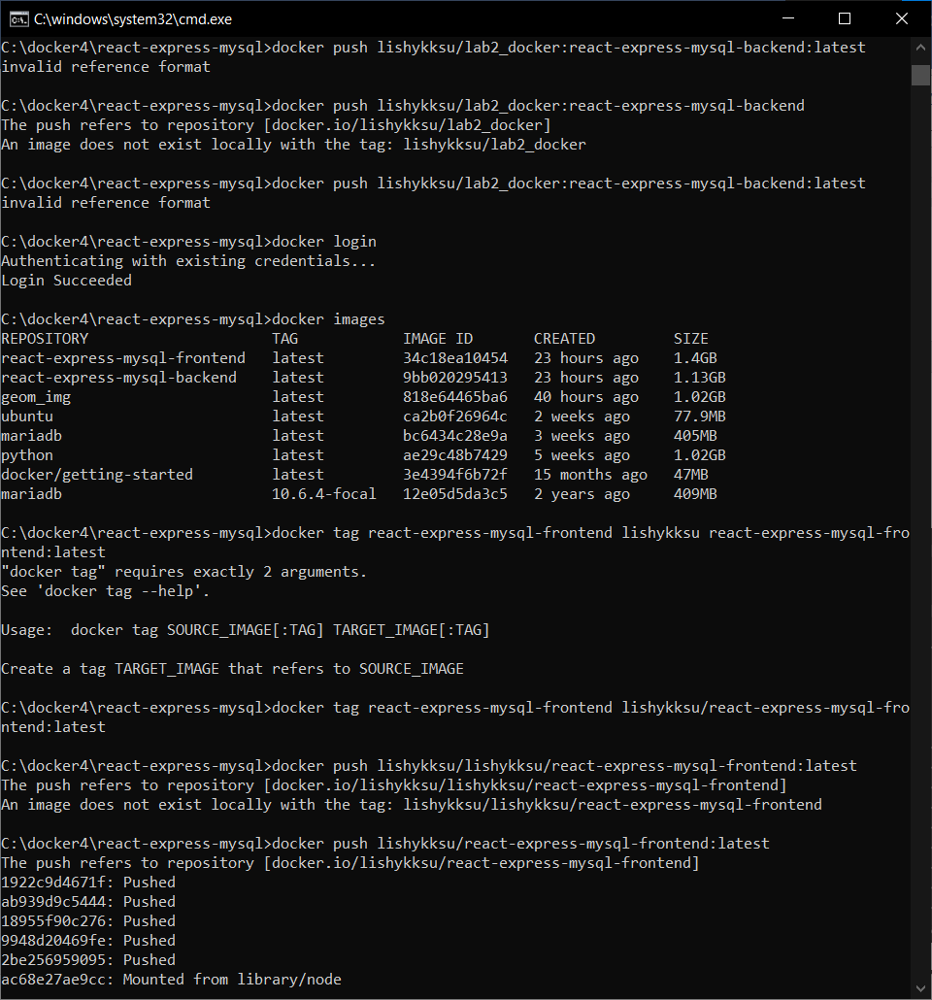 C:\windows\system32\cmd.exe
C:\docker4\react-express-mysql>docker push lishykksu/lab2_docker:react-express-mysql-backend:latest
invalid reference format
C:\docker4\react-express-mysql>docker push lishykksu/lab2_docker:react-express-mysql-backend
The push refers to repository [docker.io/lishykksu/lab2_docker]
An image does not exist locally with the tag: lishykksu/lab2_docker
C:\docker4\react-express-mysql>docker push lishykksu/lab2_docker:react-express-mysql-backend:latest
invalid reference format
C:\docker4\react-express-mysql>docker login
Authenticating with existing credentials...
Login Succeeded
C:\docker4\react-express-mysql>docker images
REPOSITORY                     TAG            IMAGE ID       CREATED         SIZE
react-express-mysql-frontend   latest         34c18ea10454   23 hours ago    1.4GB
react-express-mysql-backend    latest         9bb020295413   23 hours ago    1.13GB
geom_img                       latest         818e64465ba6   40 hours ago    1.02GB
ubuntu                         latest         ca2b0f26964c   2 weeks ago     77.9MB
mariadb                        latest         bc6434c28e9a   3 weeks ago     405MB
python                         latest         ae29c48b7429   5 weeks ago     1.02GB
docker/getting-started         latest         3e4394f6b72f   15 months ago   47MB
mariadb                        10.6.4-focal   12e05d5da3c5   2 years ago     409MB
C:\docker4\react-express-mysql>docker tag react-express-mysql-frontend lishykksu react-express-mysql-fro
ntend:latest
"docker tag" requires exactly 2 arguments.
See 'docker tag --help'.
Usage:  docker tag SOURCE_IMAGE[:TAG] TARGET_IMAGE[:TAG]
Create a tag TARGET_IMAGE that refers to SOURCE_IMAGE
C:\docker4\react-express-mysql>docker tag react-express-mysql-frontend lishykksu/react-express-mysql-fro
ntend:latest
C:\docker4\react-express-mysql>docker push lishykksu/lishykksu/react-express-mysql-frontend:latest
The push refers to repository [docker.io/lishykksu/lishykksu/react-express-mysql-frontend]
An image does not exist locally with the tag: lishykksu/lishykksu/react-express-mysql-frontend
C:\docker4\react-express-mysql>docker push lishykksu/react-express-mysql-frontend:latest
The push refers to repository [docker.io/lishykksu/react-express-mysql-frontend]
1922c9d4671f: Pushed
ab939d9c5444: Pushed
18955f90c276: Pushed
9948d20469fe: Pushed
2be256959095: Pushed
ac68e27ae9cc: Mounted from library/node